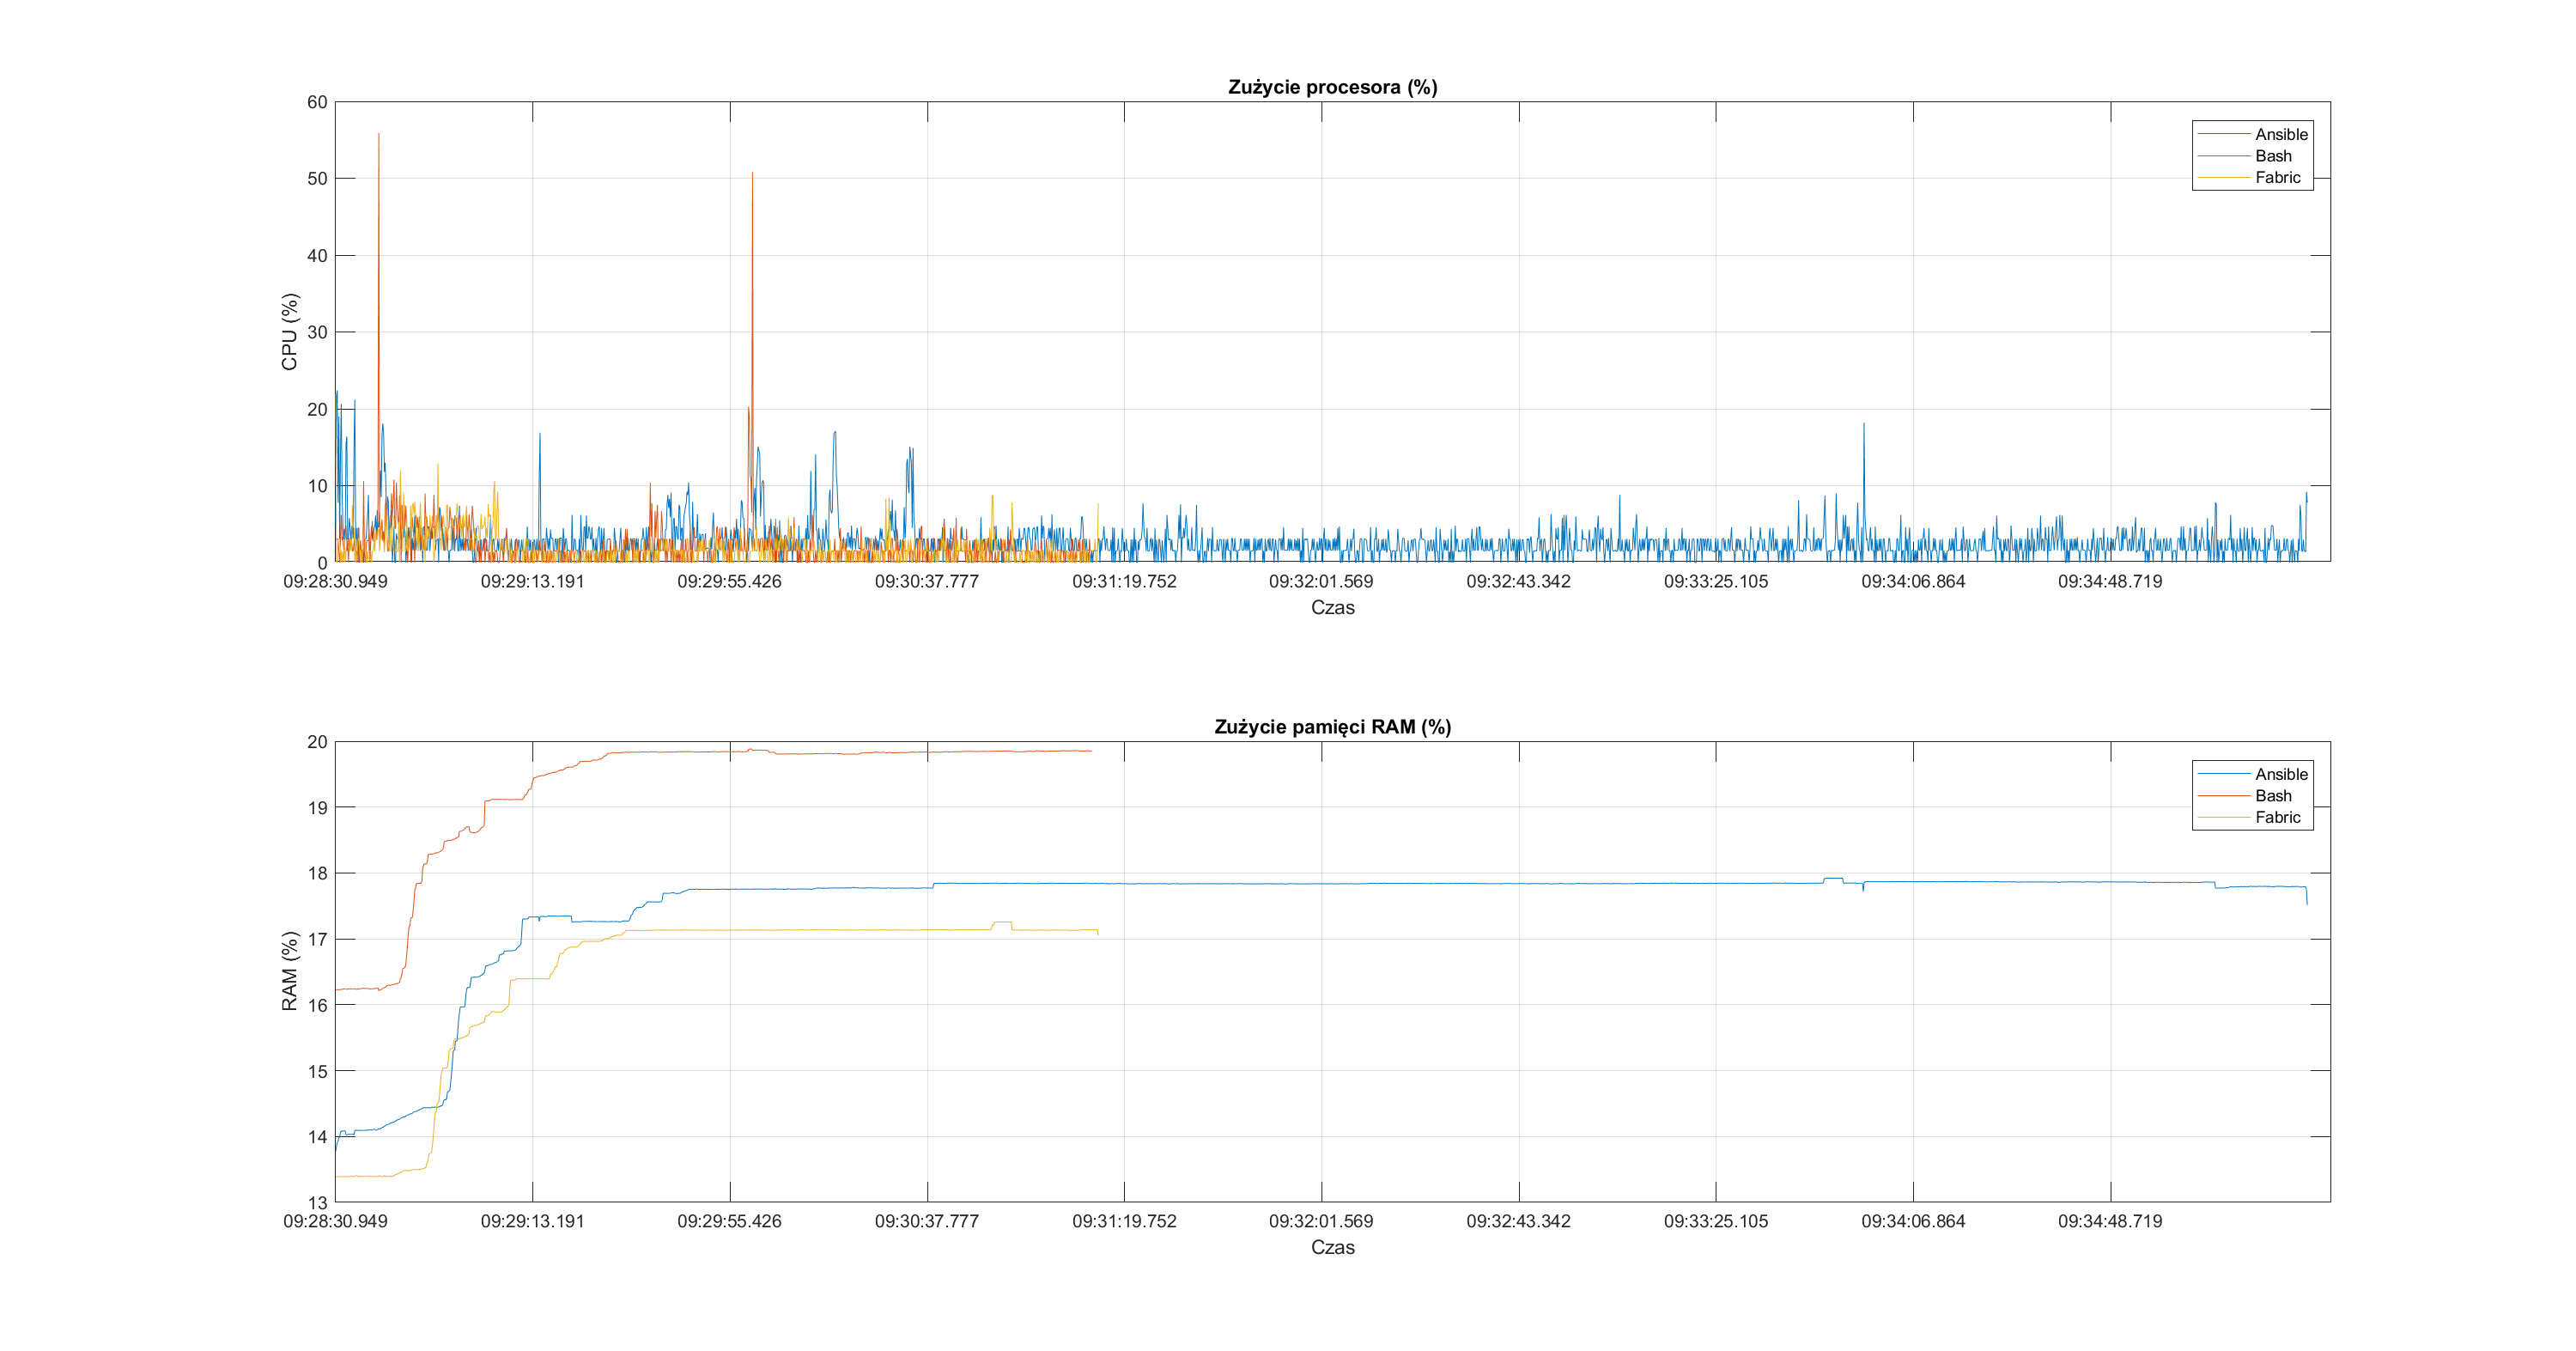 Zużycie procesora (%)
60
50
40
30
20
10
0
CPU (%)
Ansible
Bash
Fabric
09:28:30.949 09:29:13.191 09:29:55.426 09:30:37.777 09:31:19.752 09:32:01.569 09:32:43.342 09:33:25.105 09:34:06.864 09:34:48.719
Czas
Zużycie pamięci RAM (%)
20
19
18
17
16
15
14
13
RAM (%)
Ansible
Bash
Fabric
09:28:30.949 09:29:13.191 09:29:55.426 09:30:37.777 09:31:19.752 09:32:01.569 09:32:43.342 09:33:25.105 09:34:06.864 09:34:48.719
Czas